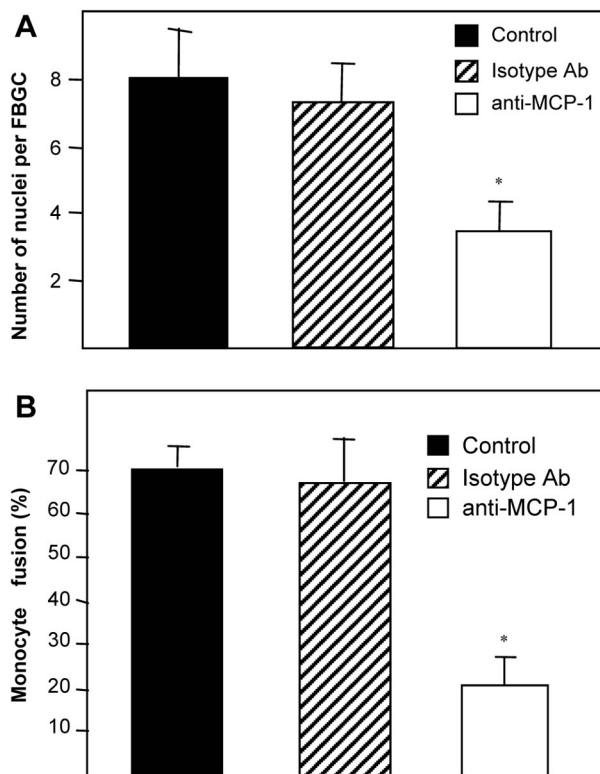 A
Number of nuclei per FBGC
8
6
4
2
Control
Isotype Ab
anti-MCP-1
*
B
Monocyte fusion (%)
70
60
50
40
30
20
10
Control
Isotype Ab
anti-MCP-1
*